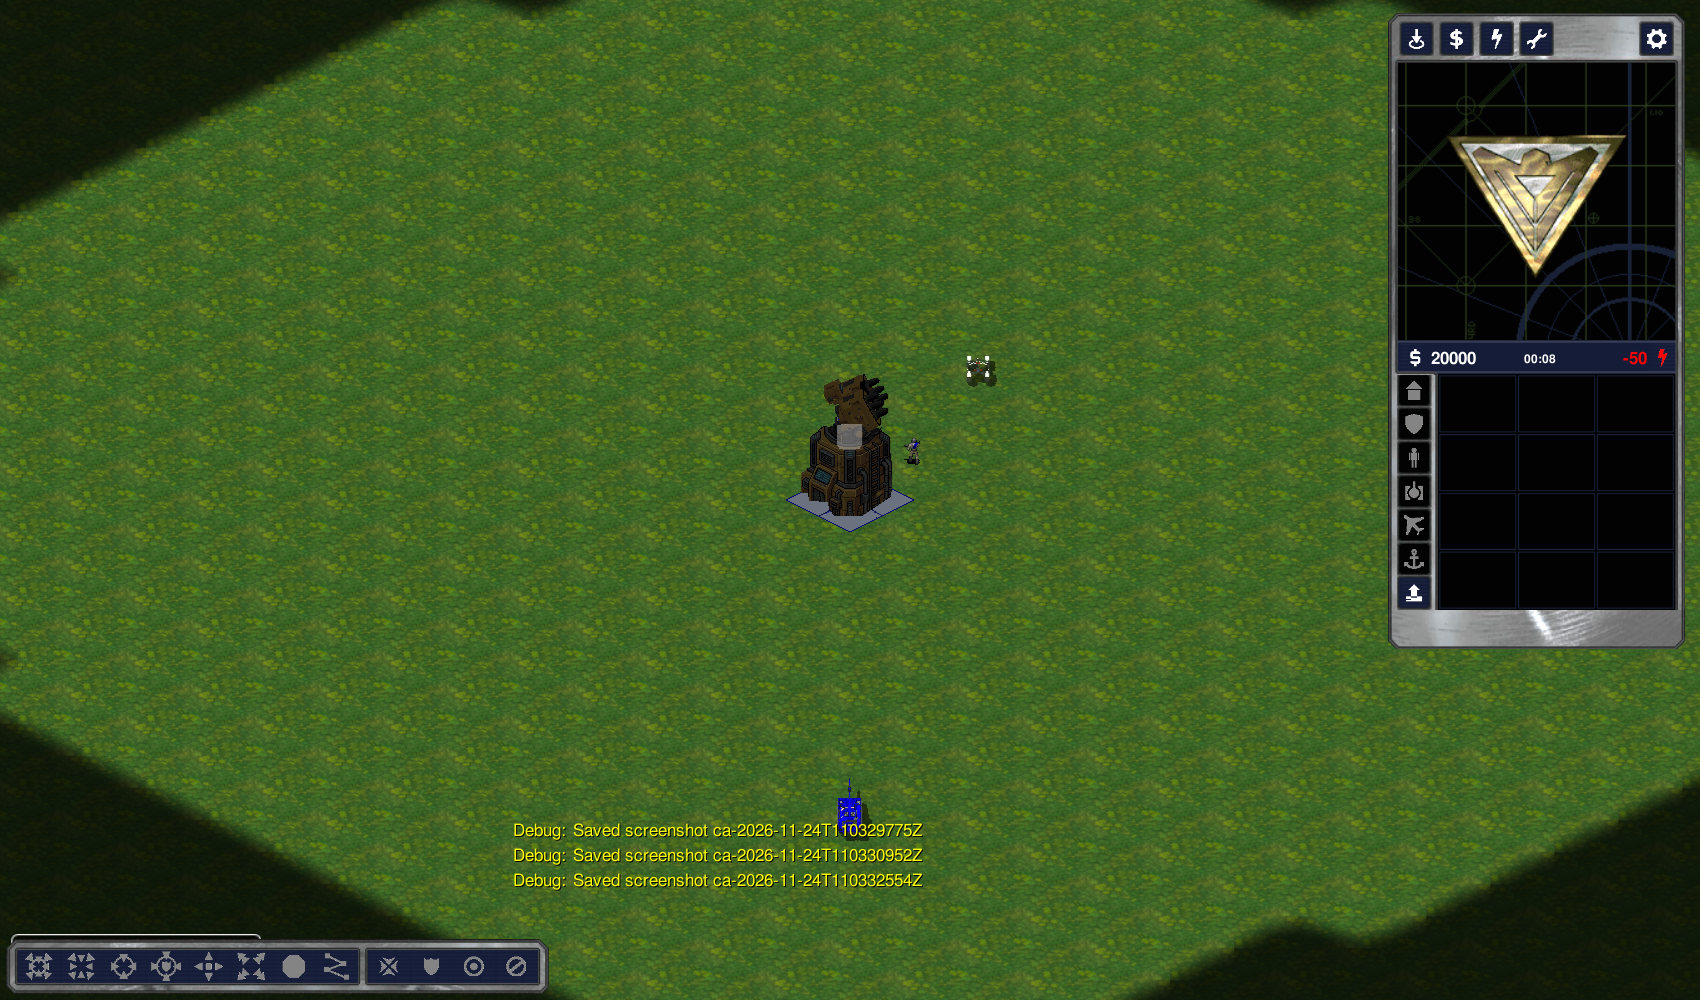 $ 20000 00:08 -50
Debug: Saved screenshot ca-2026-11-24T110329775Z
Debug: Saved screenshot ca-2026-11-24T110330952Z
Debug: Saved screenshot ca-2026-11-24T110332554Z